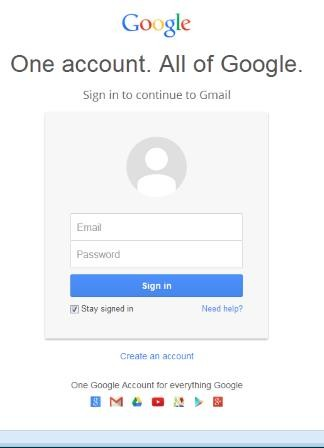 Google
One account. All of Google.
Sign in to continue to Gmail
Email
Password
Sign in
Stay signed in Need help?
Create an account
One Google Account for everything Google